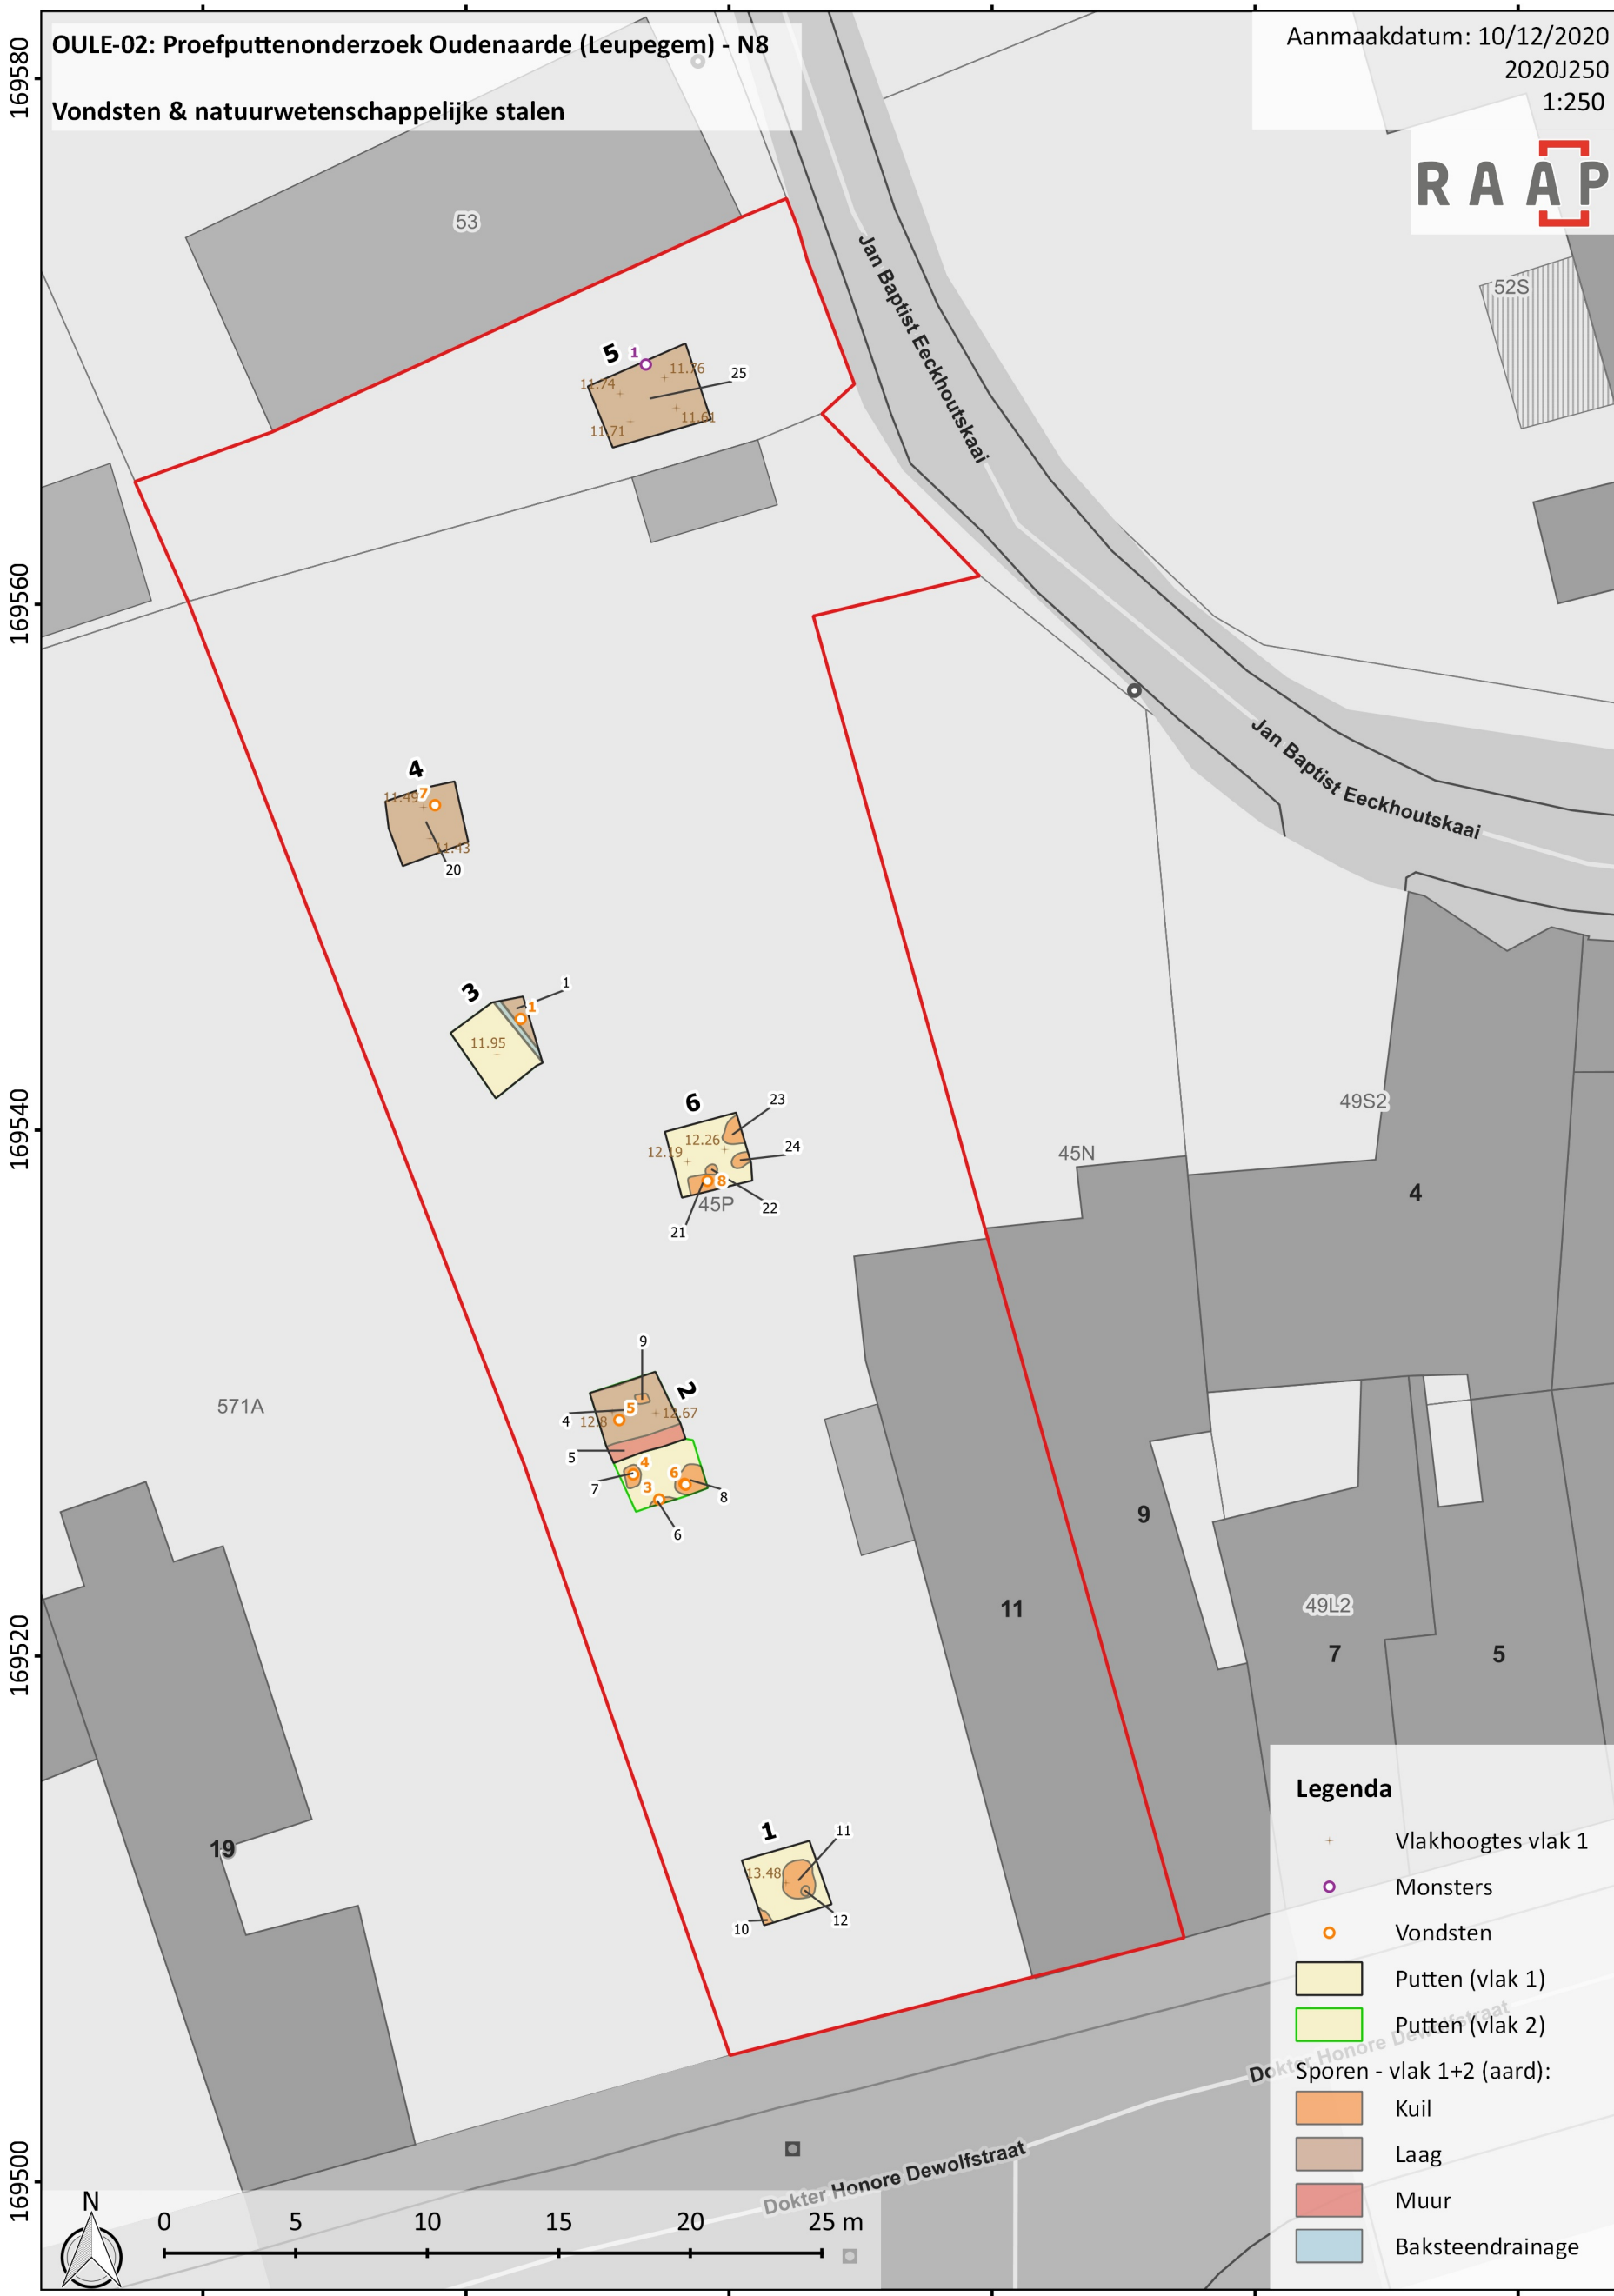 OULE-02: Proefputtenonderzoek Oudenaarde (Leupegem) - N8
Vondsten & natuurwetenschappelijke stalen
Aanmaakdatum: 10/12/2020
2020J250
1:250
RAAP
169580
169560
169540
169520
169500
53
52S
Jan Baptist Eeckhoutskaai
Jan Baptist Eeckhoutskaai
5
1
11.76
11.74
25
11.61
11.71
4
11.49
7
11.43
20
3
1
1
11.95
6
23
12.26
12.19
24
8
22
21
45P
45N
49S2
4
9
2
5
4
12.8
12.67
5
4
6
7
3
8
6
571A
9
11
49L2
7
5
19
1
11
13.48
12
10
Dokter Honore Dewolfstraat
Dokter Honore Dewolfstraat
Legenda
Vlakhoogtes vlak 1
Monsters
Vondsten
Putten (vlak 1)
Putten (vlak 2)
Sporen - vlak 1+2 (aard):
Kuil
Laag
Muur
Baksteendrainage
N
0 5 10 15 20 25 m